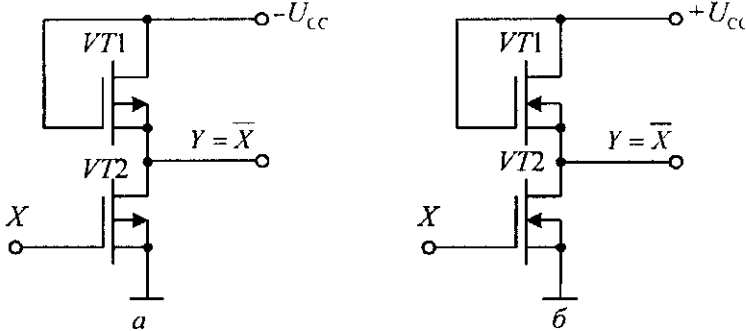 -U_CC
VT1
Y = X̅
VT2
X
а
+U_CC
VT1
Y = X̅
VT2
X
б